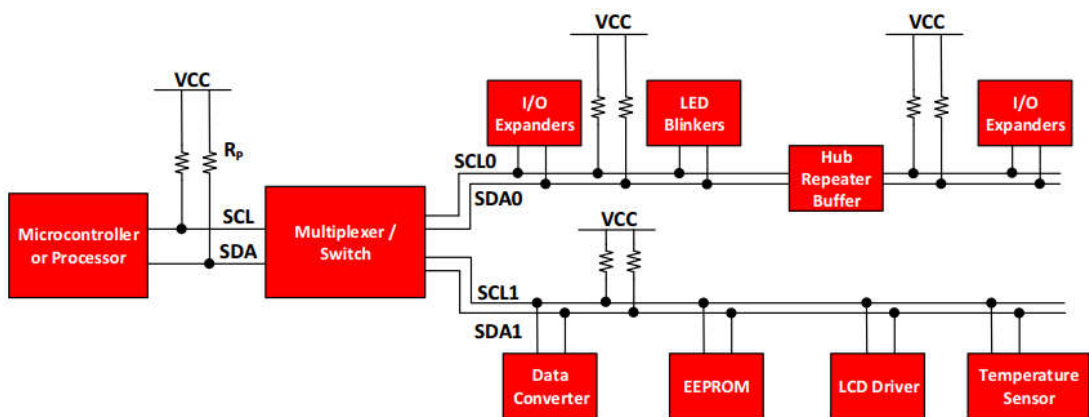 VCC
VCC
VCC
I/O
Expanders
LED
Blinkers
I/O
Expanders
RP
SCL0
SDA0
Hub
Repeater
Buffer
Microcontroller
or Processor
SCL
SDA
Multiplexer /
Switch
VCC
SCL1
SDA1
Data
Converter
EEPROM
LCD Driver
Temperature
Sensor